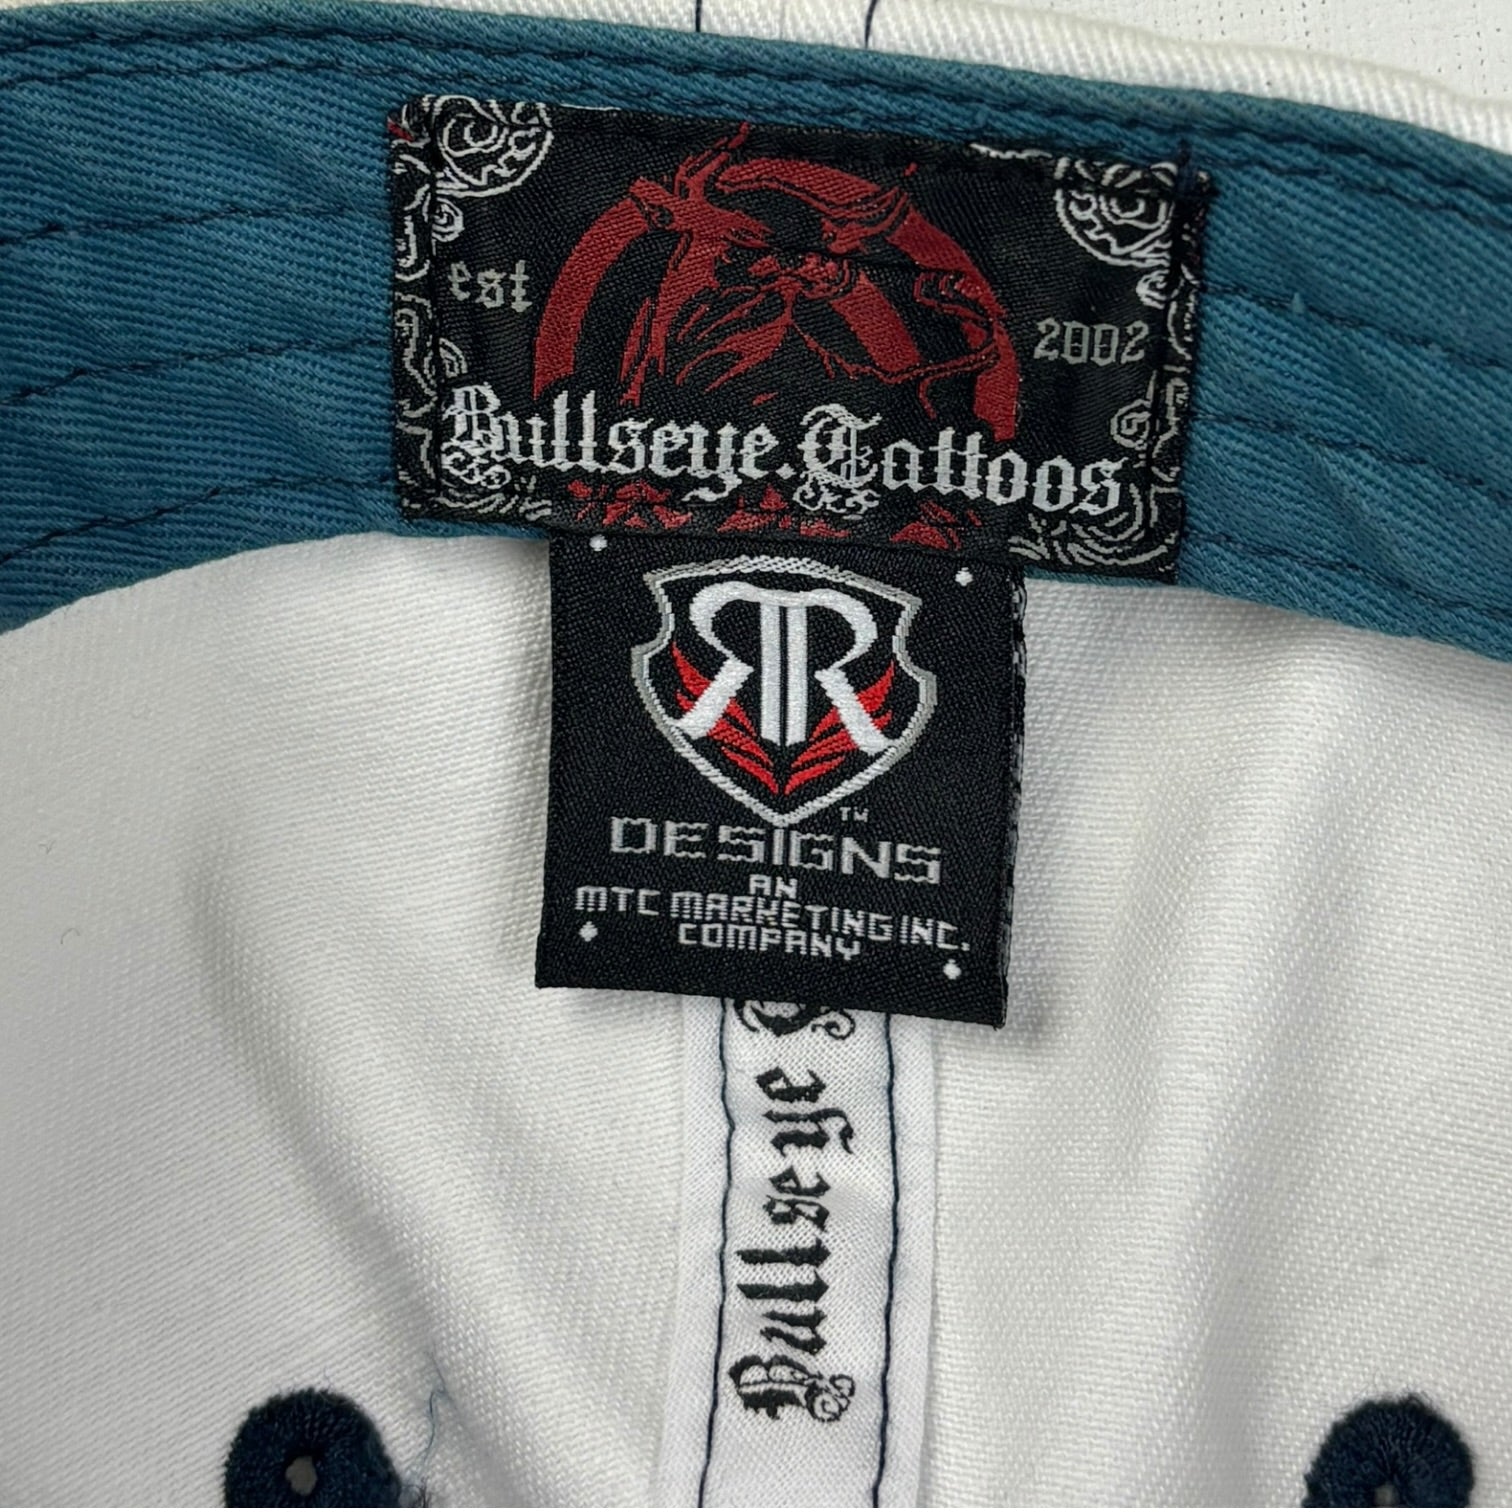 est
2002
Bullseye.Tattoos
RR
TM
DESIGNS
AN
MTC MARKETING INC.
COMPANY
Bullseye